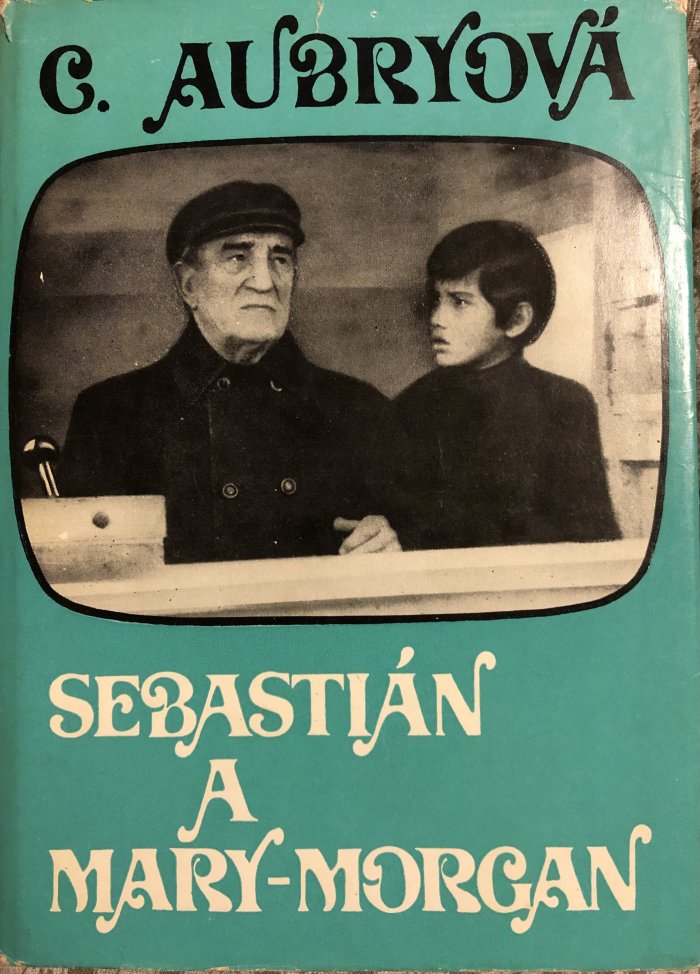 C. AUBRYOVÁ
SEBASTIÁN
A
MARY-MORGAN